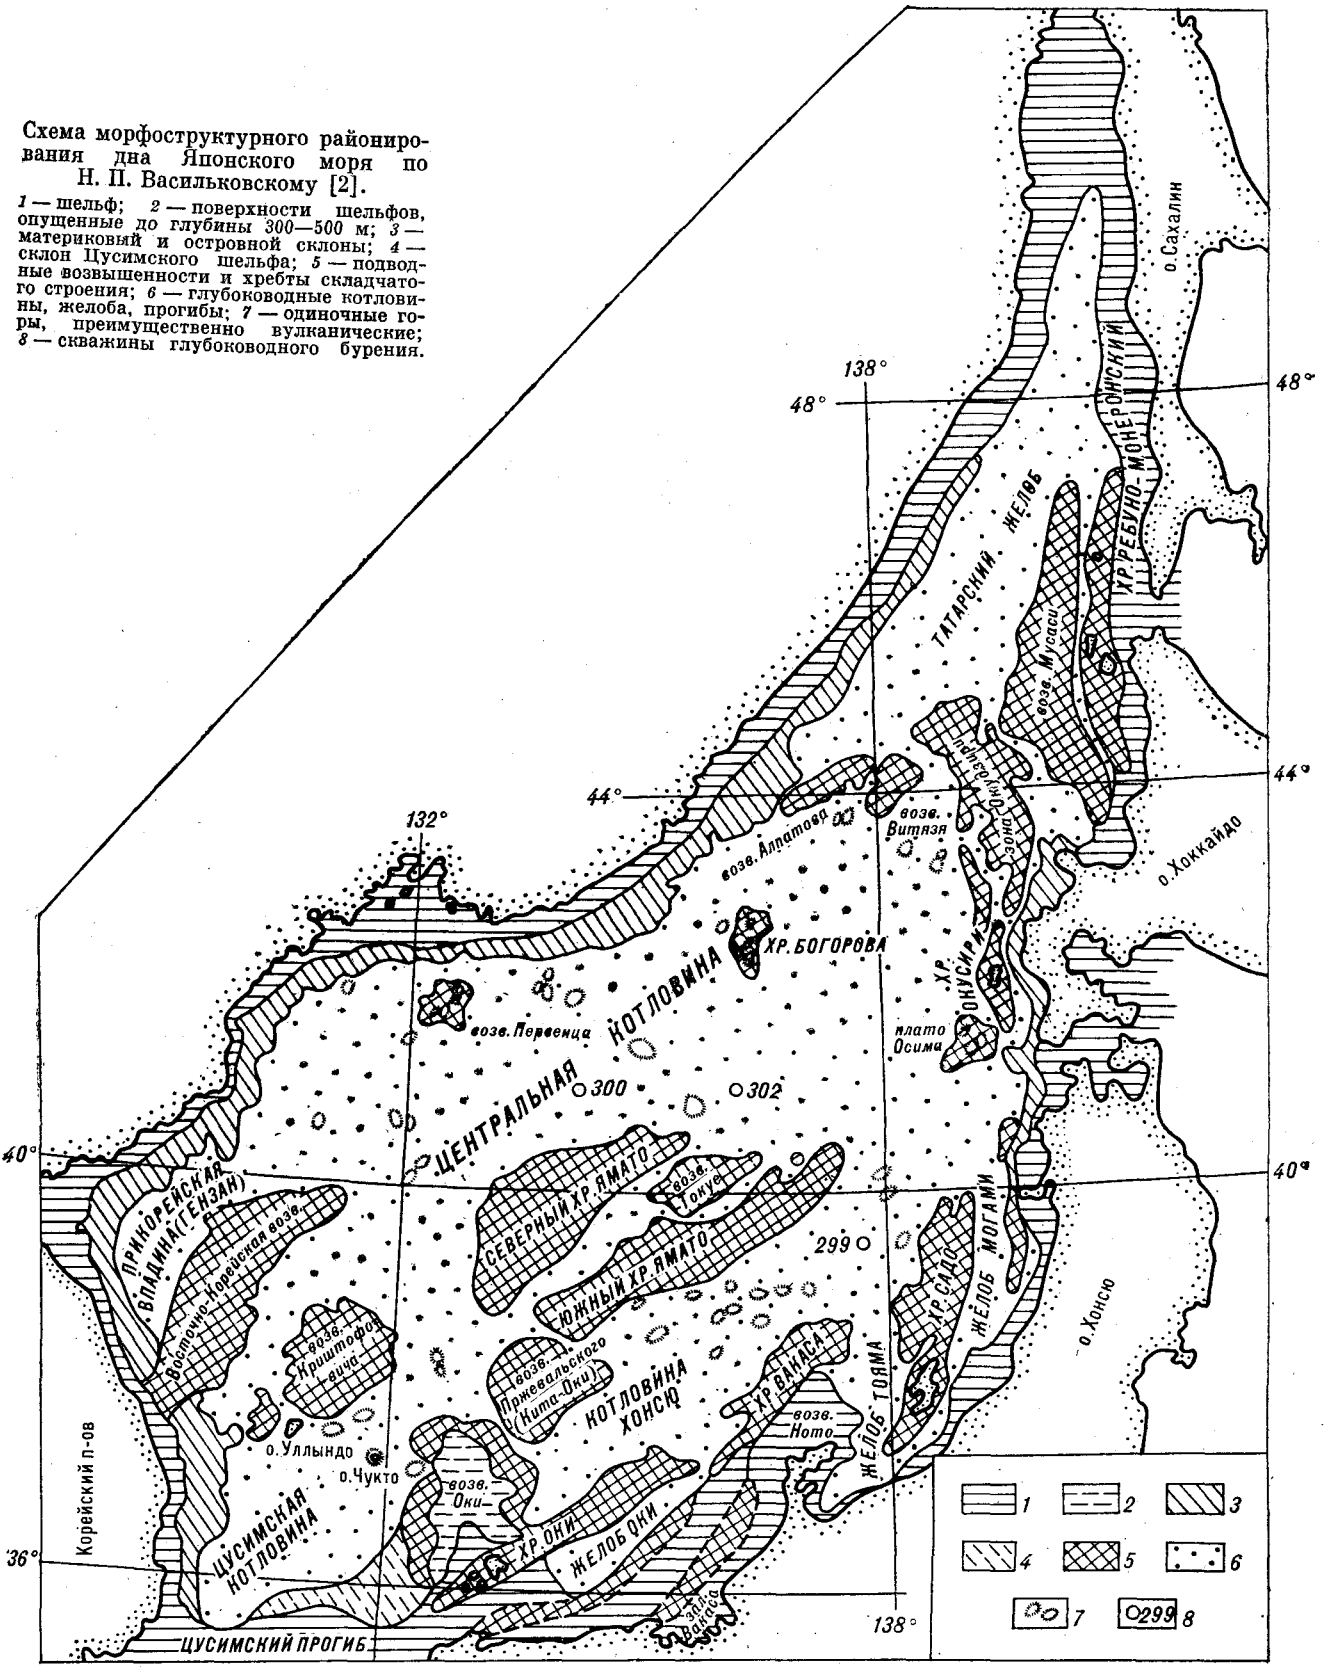 Схема морфоструктурного райониро-
вания дна Японского моря по
Н. П. Васильковскому [2].
1 — шельф; 2 — поверхности шельфов,
опущенные до глубины 300—500 м; 3 —
материковый и островной склоны; 4 —
склон Цусимского шельфа; 5 — подвод-
ные возвышенности и хребты складчато-
го строения; 6 — глубоководные котлови-
ны, желоба, прогибы; 7 — одиночные го-
ры, преимущественно вулканические;
8 — скважины глубоководного бурения.
о. Сахалин
138°
48°
48°
ХР. РЕБУНО-МОНЕРОНСКИЙ
ТАТАРСКИЙ ЖЕЛОБ
возв. Мусаси
зона Окудзири
44°
44°
132°
возв. Алпатова
возв.
Витязя
о. Хоккайдо
ХР. БОГОРОВА
ХР.
ОКУСИРИ
возв. Первенца
плато
Осима
ЦЕНТРАЛЬНАЯ КОТЛОВИНА
300
302
40°
40°
ПРИКОРЕЙСКАЯ
ВПАДИНА (ГЕНЗАН)
Восточно-Корейская возв.
СЕВЕРНЫЙ ХР. ЯМАТО
возв.
Токуе
ЮЖНЫЙ ХР. ЯМАТО
299
ХР. САДО
ЖЕЛОБ МОГАМИ
о. Хонсю
возв.
Криштофо-
вича
возв.
Пржевальского
(Кита-Оки)
КОТЛОВИНА
ХОНСЮ
ХР. ВАКАСА
ЖЕЛОБ ТОЯМА
возв.
Ното
о. Уллындо
о. Чукто
возв.
Оки
Корейский п-ов
ЦУСИМСКАЯ
КОТЛОВИНА
ХР. ОКИ
ЖЕЛОБ ОКИ
36°
зал.
Вакаса
138°
ЦУСИМСКИЙ ПРОГИБ
1 2 3
4 5 6
7 299 8